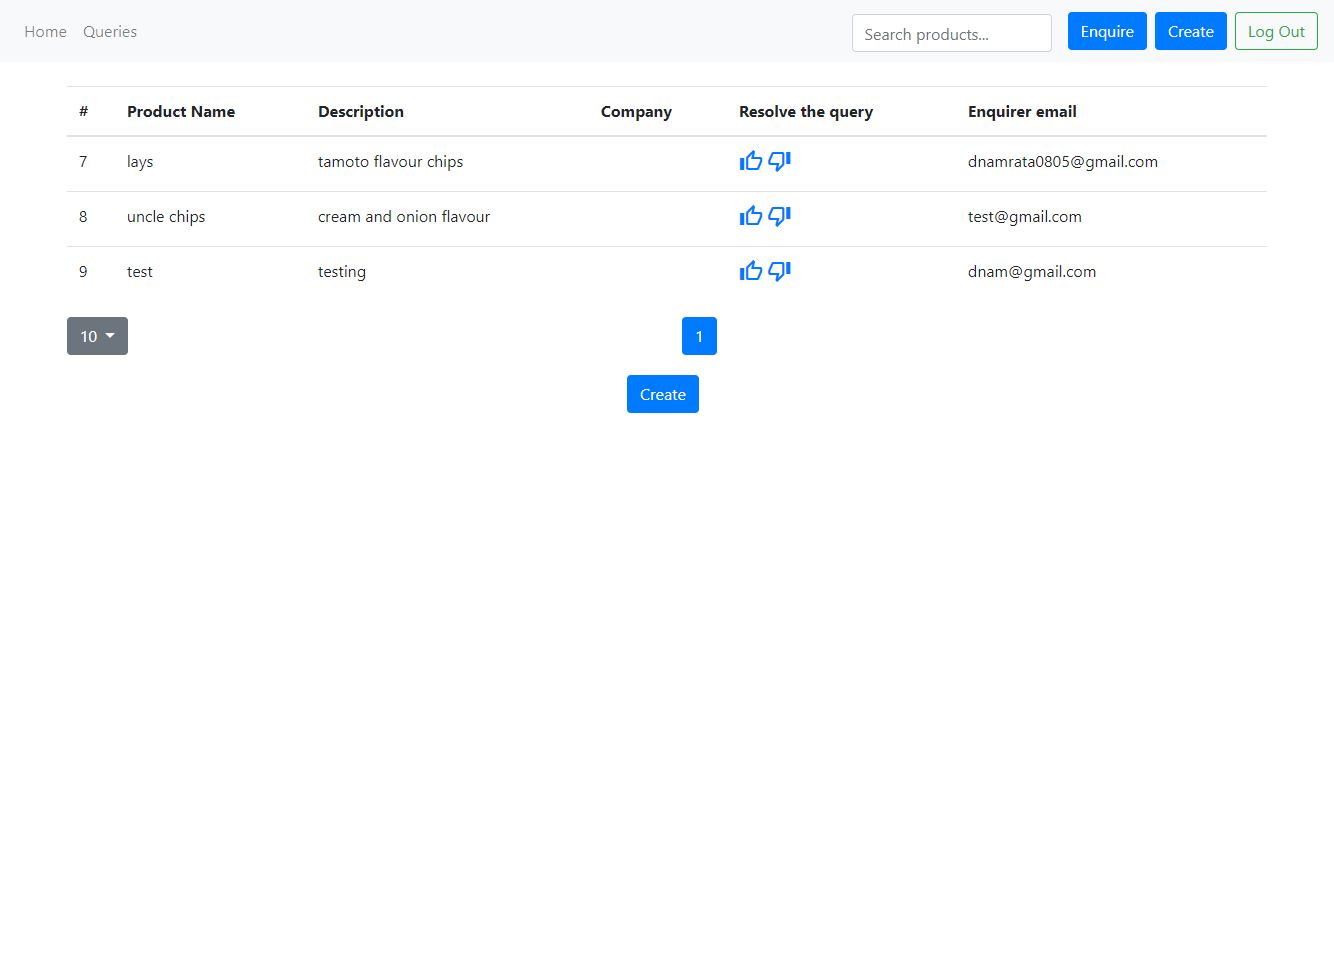 Home Queries Search products... Enquire Create Log Out
# Product Name Description Company Resolve the query Enquirer email
7 lays tamoto flavour chips dnamrata0805@gmail.com
8 uncle chips cream and onion flavour test@gmail.com
9 test testing dnam@gmail.com
10 1
Create